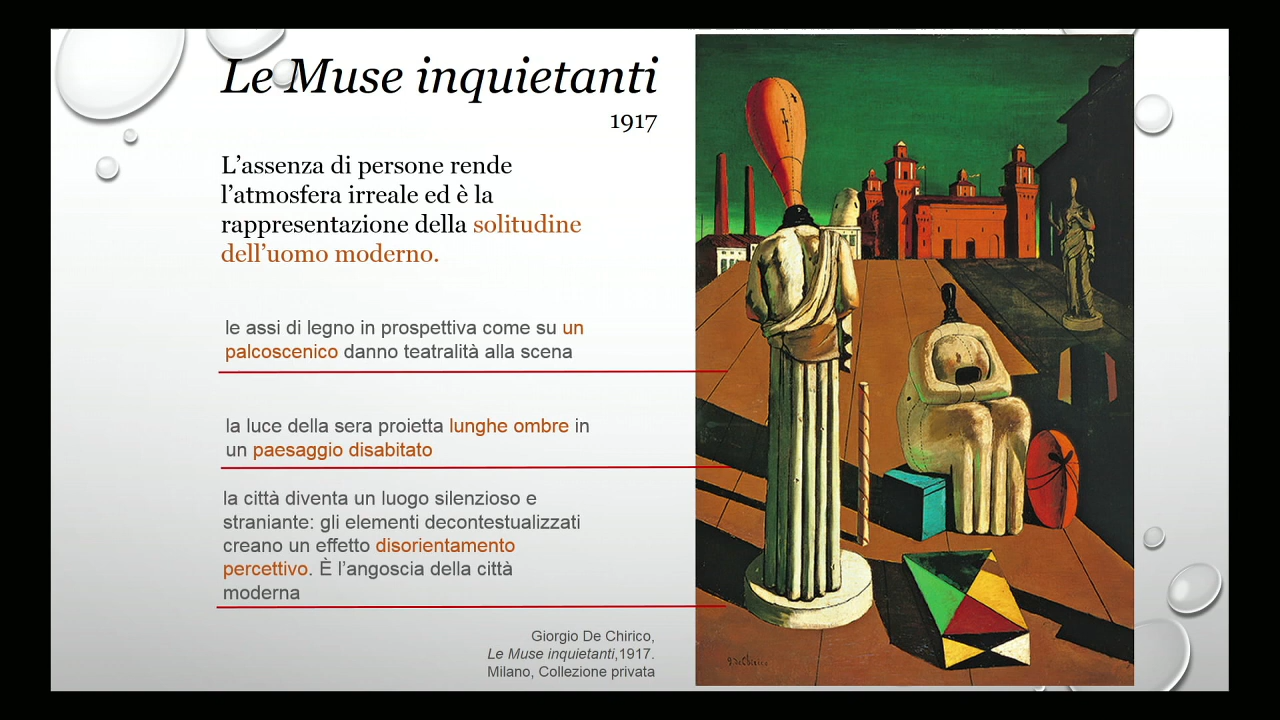 Le Muse inquietanti
1917
L’assenza di persone rende
l’atmosfera irreale ed è la
rappresentazione della solitudine
dell’uomo moderno.
le assi di legno in prospettiva come su un
palcoscenico danno teatralità alla scena
la luce della sera proietta lunghe ombre in
un paesaggio disabitato
la città diventa un luogo silenzioso e
straniante: gli elementi decontestualizzati
creano un effetto disorientamento
percettivo. È l’angoscia della città
moderna
Giorgio De Chirico,
Le Muse inquietanti,1917.
Milano, Collezione privata